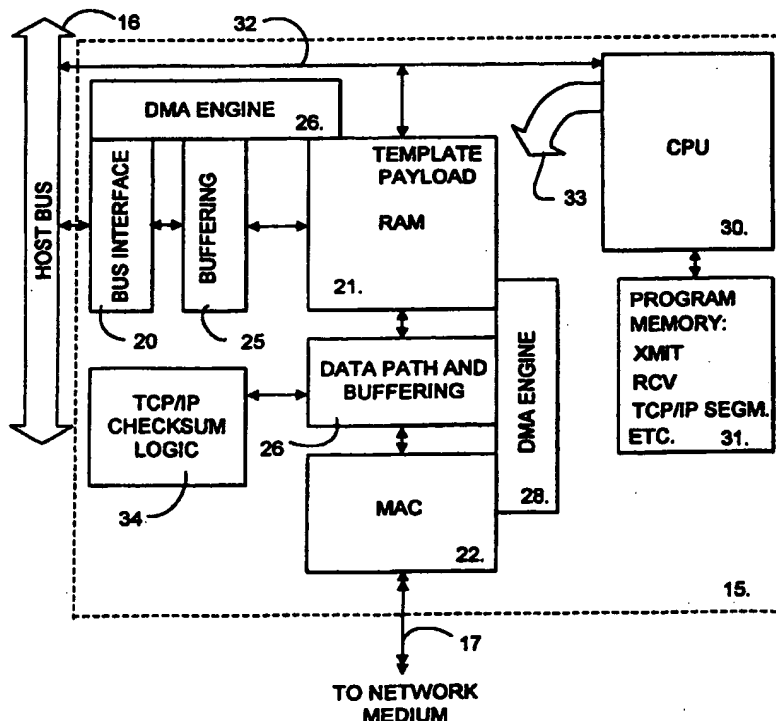 16
32
15
DMA ENGINE
26.
CPU
30.
33
HOST BUS
BUS INTERFACE
20
BUFFERING
25
TEMPLATE
PAYLOAD
RAM
21.
DATA PATH AND
BUFFERING
26
DMA ENGINE
28.
PROGRAM
MEMORY:
XMIT
RCV
TCP/IP SEGM.
ETC.
31.
TCP/IP
CHECKSUM
LOGIC
34
MAC
22.
15.
17
TO NETWORK
MEDIUM